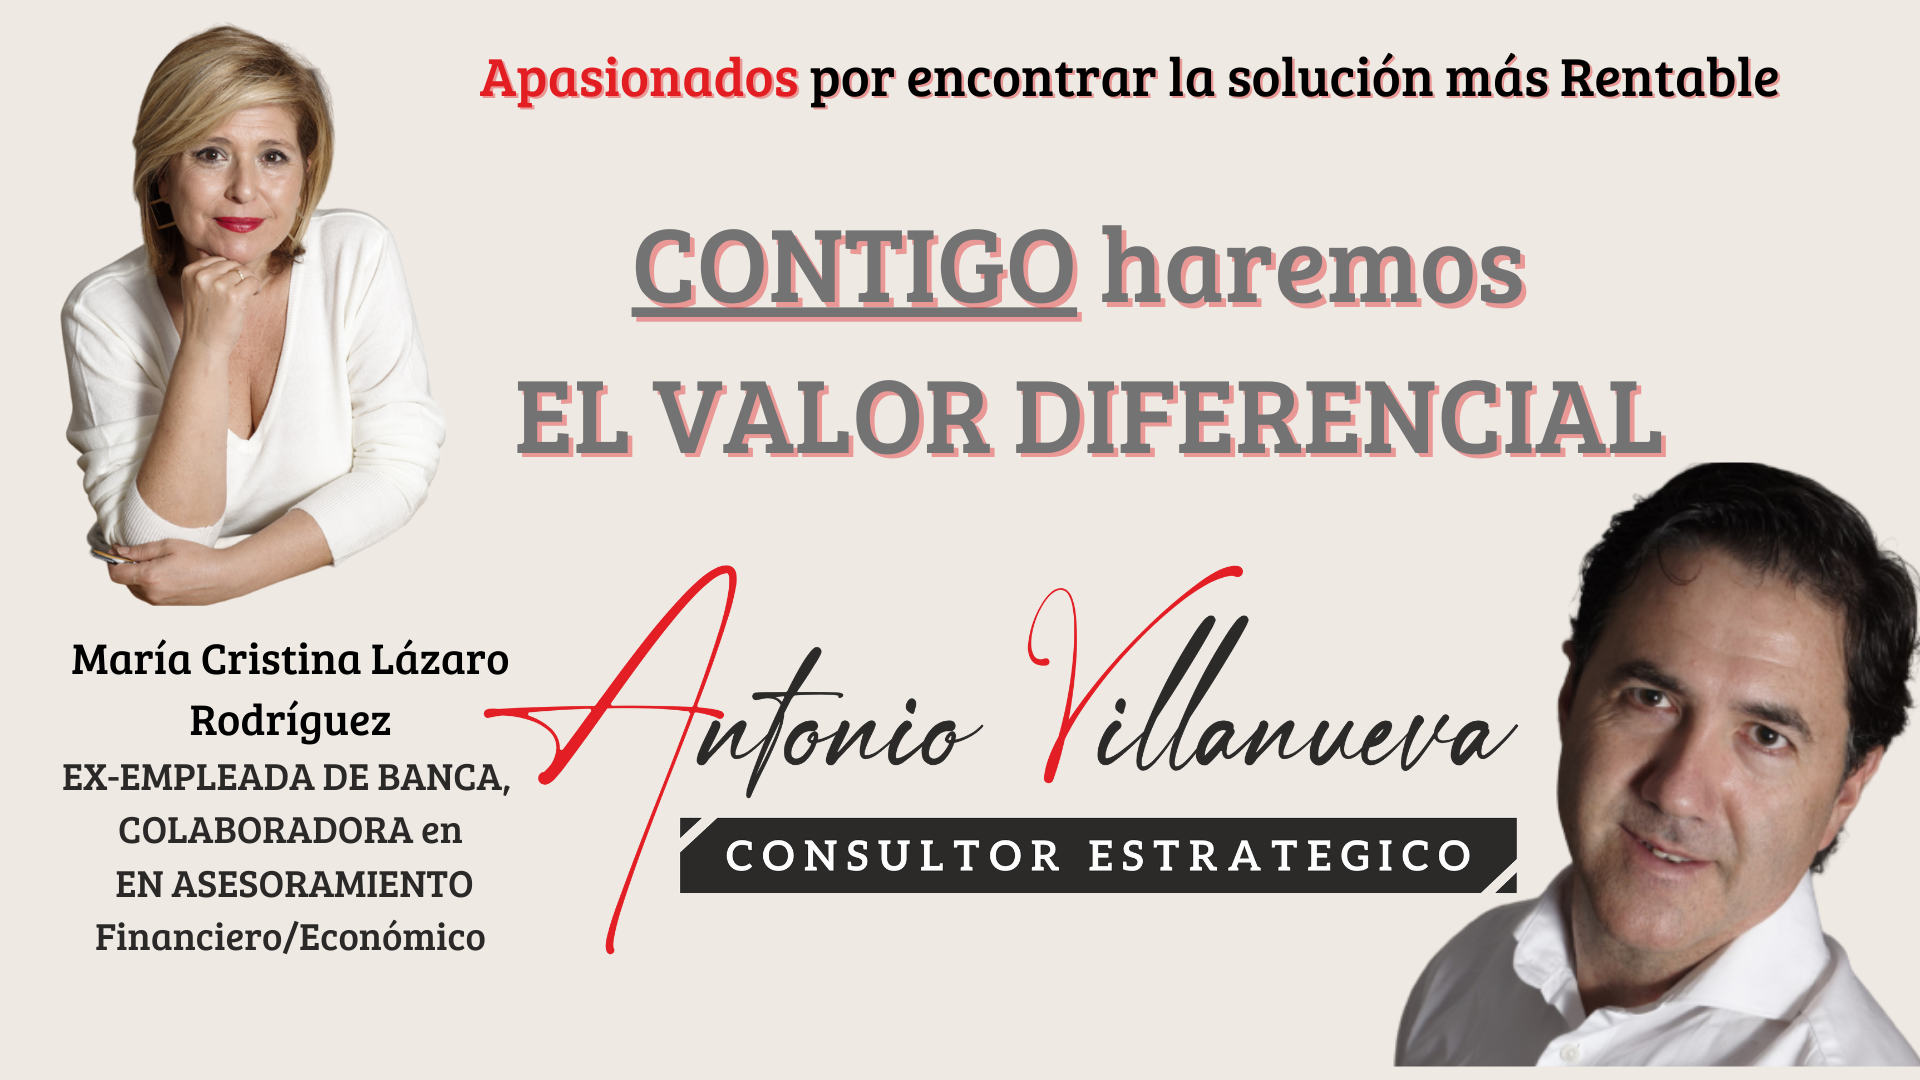 Apasionados por encontrar la solución más Rentable
CONTIGO haremos
EL VALOR DIFERENCIAL
Antonio Villanueva
CONSULTOR ESTRATEGICO
María Cristina Lázaro
Rodríguez
EX-EMPLEADA DE BANCA,
COLABORADORA en
EN ASESORAMIENTO
Financiero/Económico